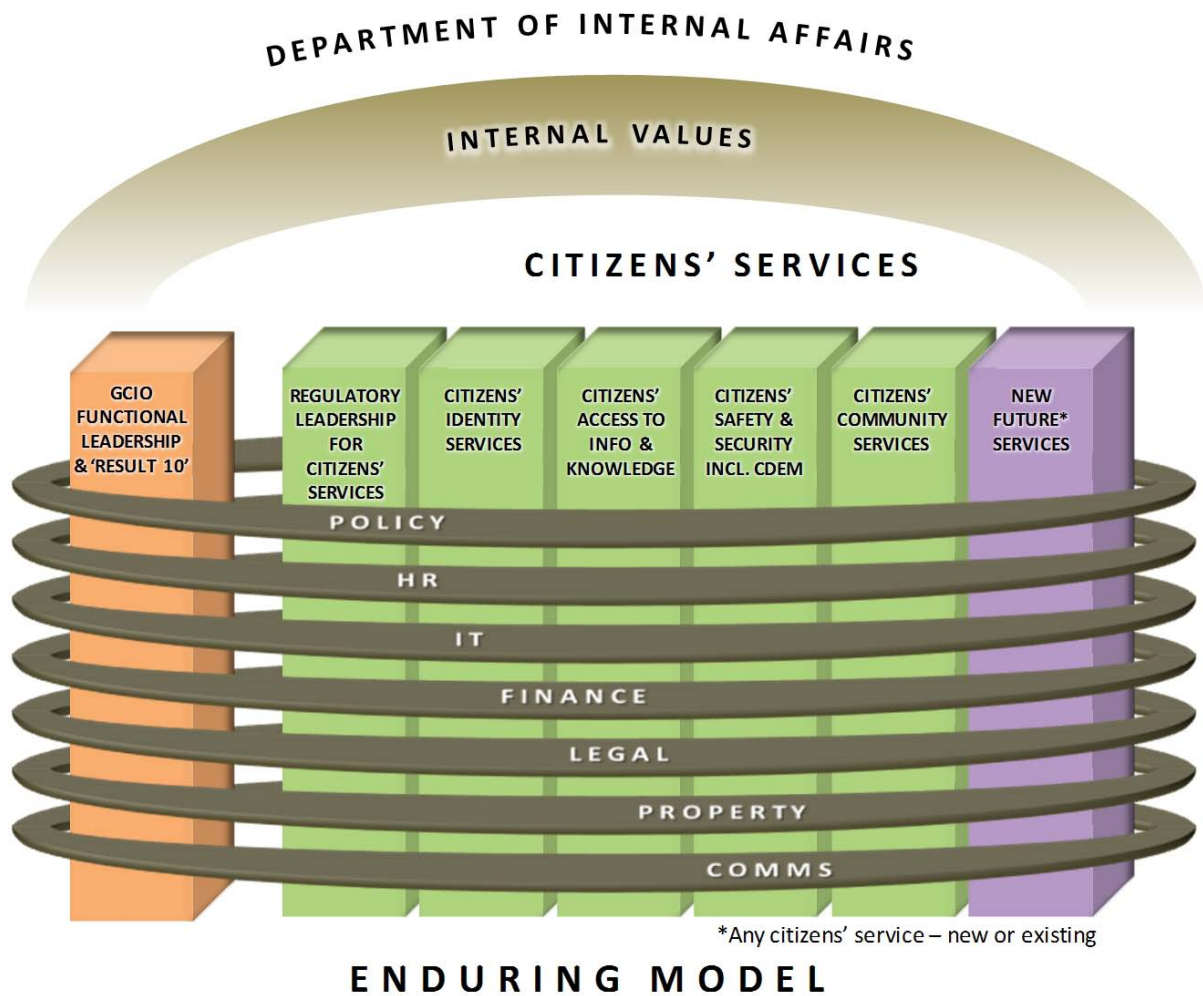 DEPARTMENT OF INTERNAL AFFAIRS
INTERNAL VALUES
CITIZENS' SERVICES
GCIO
FUNCTIONAL
LEADERSHIP
& 'RESULT 10'
REGULATORY
LEADERSHIP
FOR
CITIZENS'
SERVICES
CITIZENS'
IDENTITY
SERVICES
CITIZENS'
ACCESS TO
INFO &
KNOWLEDGE
CITIZENS'
SAFETY &
SECURITY
INCL. CDEM
CITIZENS'
COMMUNITY
SERVICES
NEW
FUTURE*
SERVICES
POLICY
HR
IT
FINANCE
LEGAL
PROPERTY
COMMS
*Any citizens' service – new or existing
ENDURING MODEL